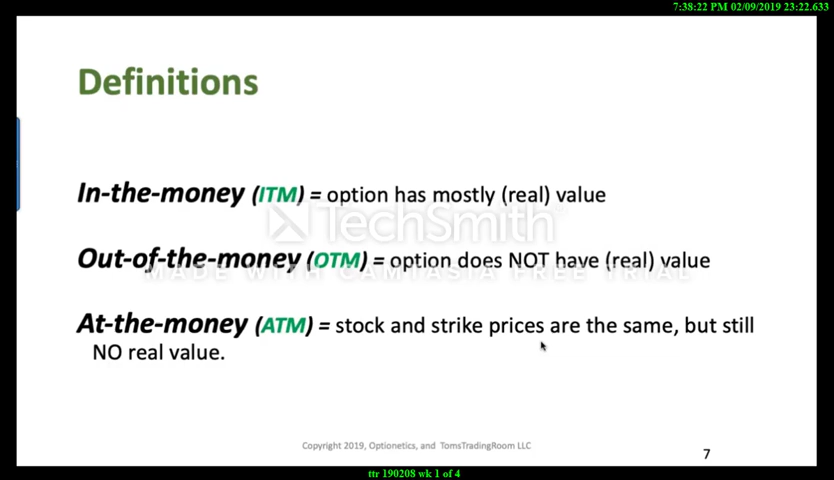 7:38:22 PM 02/09/2019 23:22.633
Definitions
In-the-money (ITM) = option has mostly (real) value
TechSmith
Out-of-the-money (OTM) = option does NOT have (real) value
MADE WITH CAMTASIA FREE TRIAL
At-the-money (ATM) = stock and strike prices are the same, but still
NO real value.
Copyright 2019, Optionetics, and TomsTradingRoom LLC
7
ttr 190208 wk 1 of 4